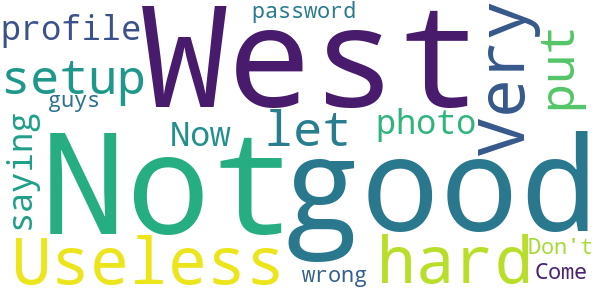 password
profile
West
Very
put
setup
guys
Now
let
photo
saying
Not
good
Useless
hard
Don't
wrong
Come